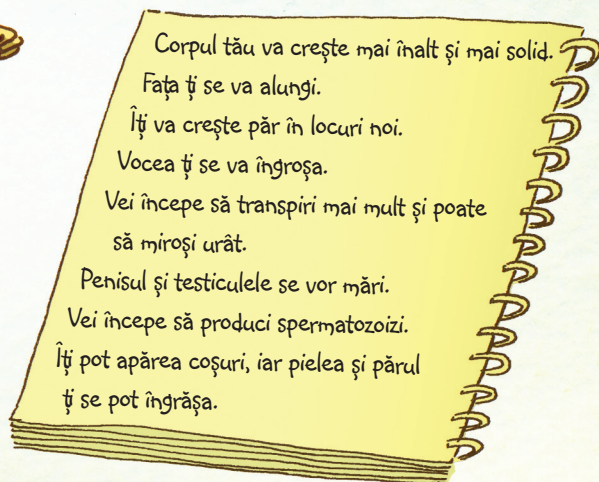 Corpul tău va crește mai înalt și mai solid.
Fața ți se va alungi.
Îți va crește păr în locuri noi.
Vocea ți se va îngroșa.
Vei începe să transpiri mai mult și poate
să miroși urât.
Penisul și testiculele se vor mări.
Vei începe să produci spermatozoizi.
Îți pot apărea coșuri, iar pielea și părul
ți se pot îngrășa.